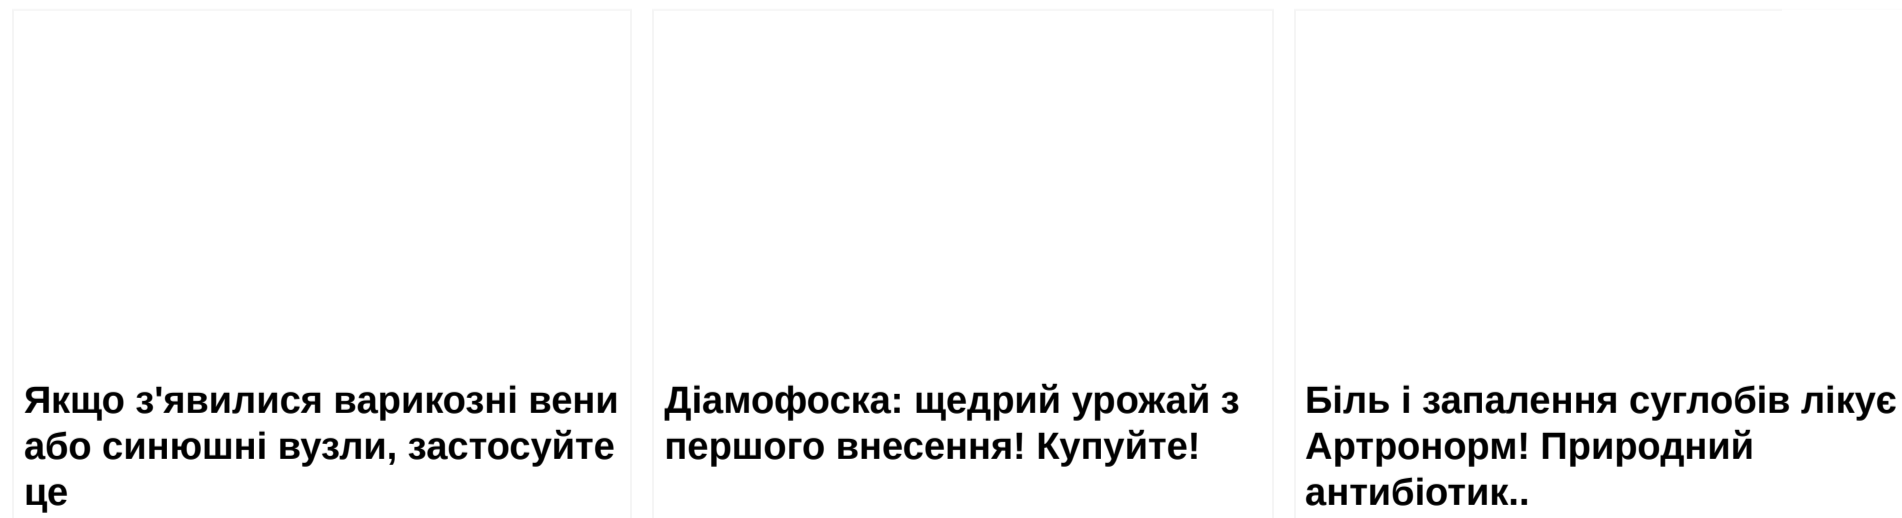 Якщо з'явилися варикозні вени
або синюшні вузли, застосуйте
це
Діамофоска: щедрий урожай з
першого внесення! Купуйте!
Біль і запалення суглобів лікує
Артронорм! Природний
антибіотик..